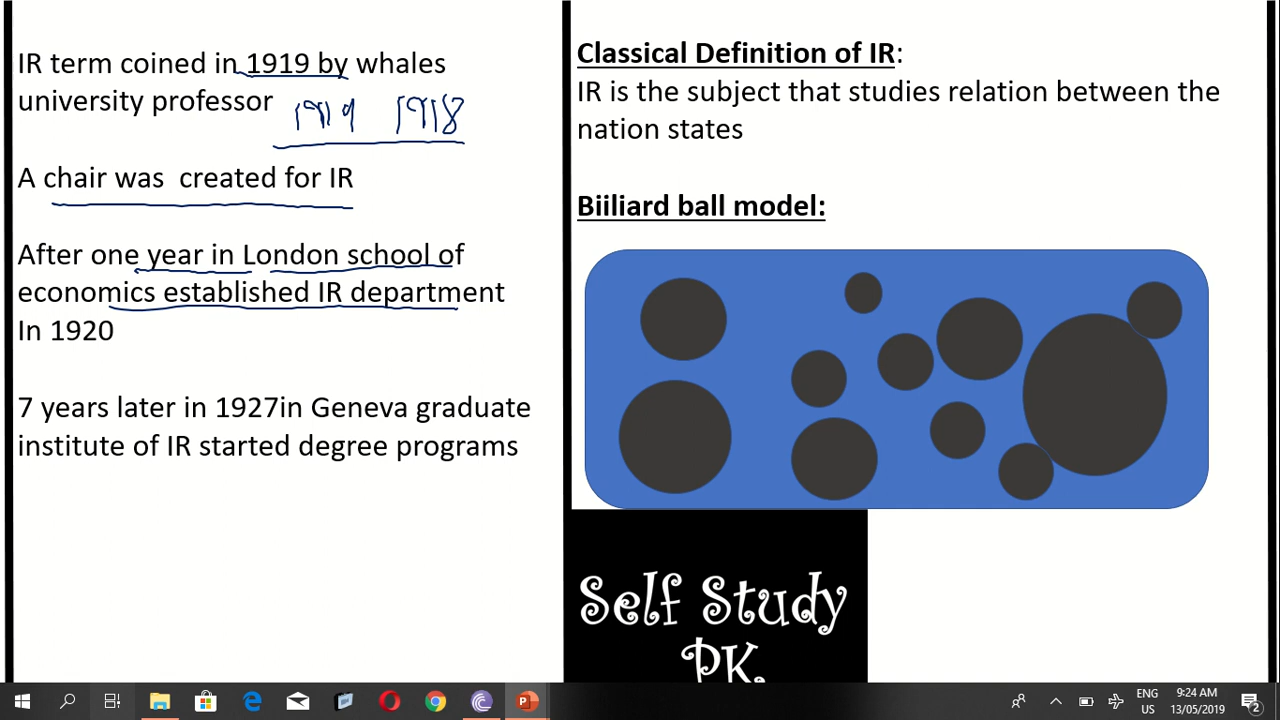 IR term coined in 1919 by whales
university professor
1919 1918
A chair was created for IR
After one year in London school of
economics established IR department
In 1920
7 years later in 1927in Geneva graduate
institute of IR started degree programs
Classical Definition of IR:
IR is the subject that studies relation between the
nation states
Biiliard ball model:
Self Study
PK.
ENG
US
9:24 AM
13/05/2019
2